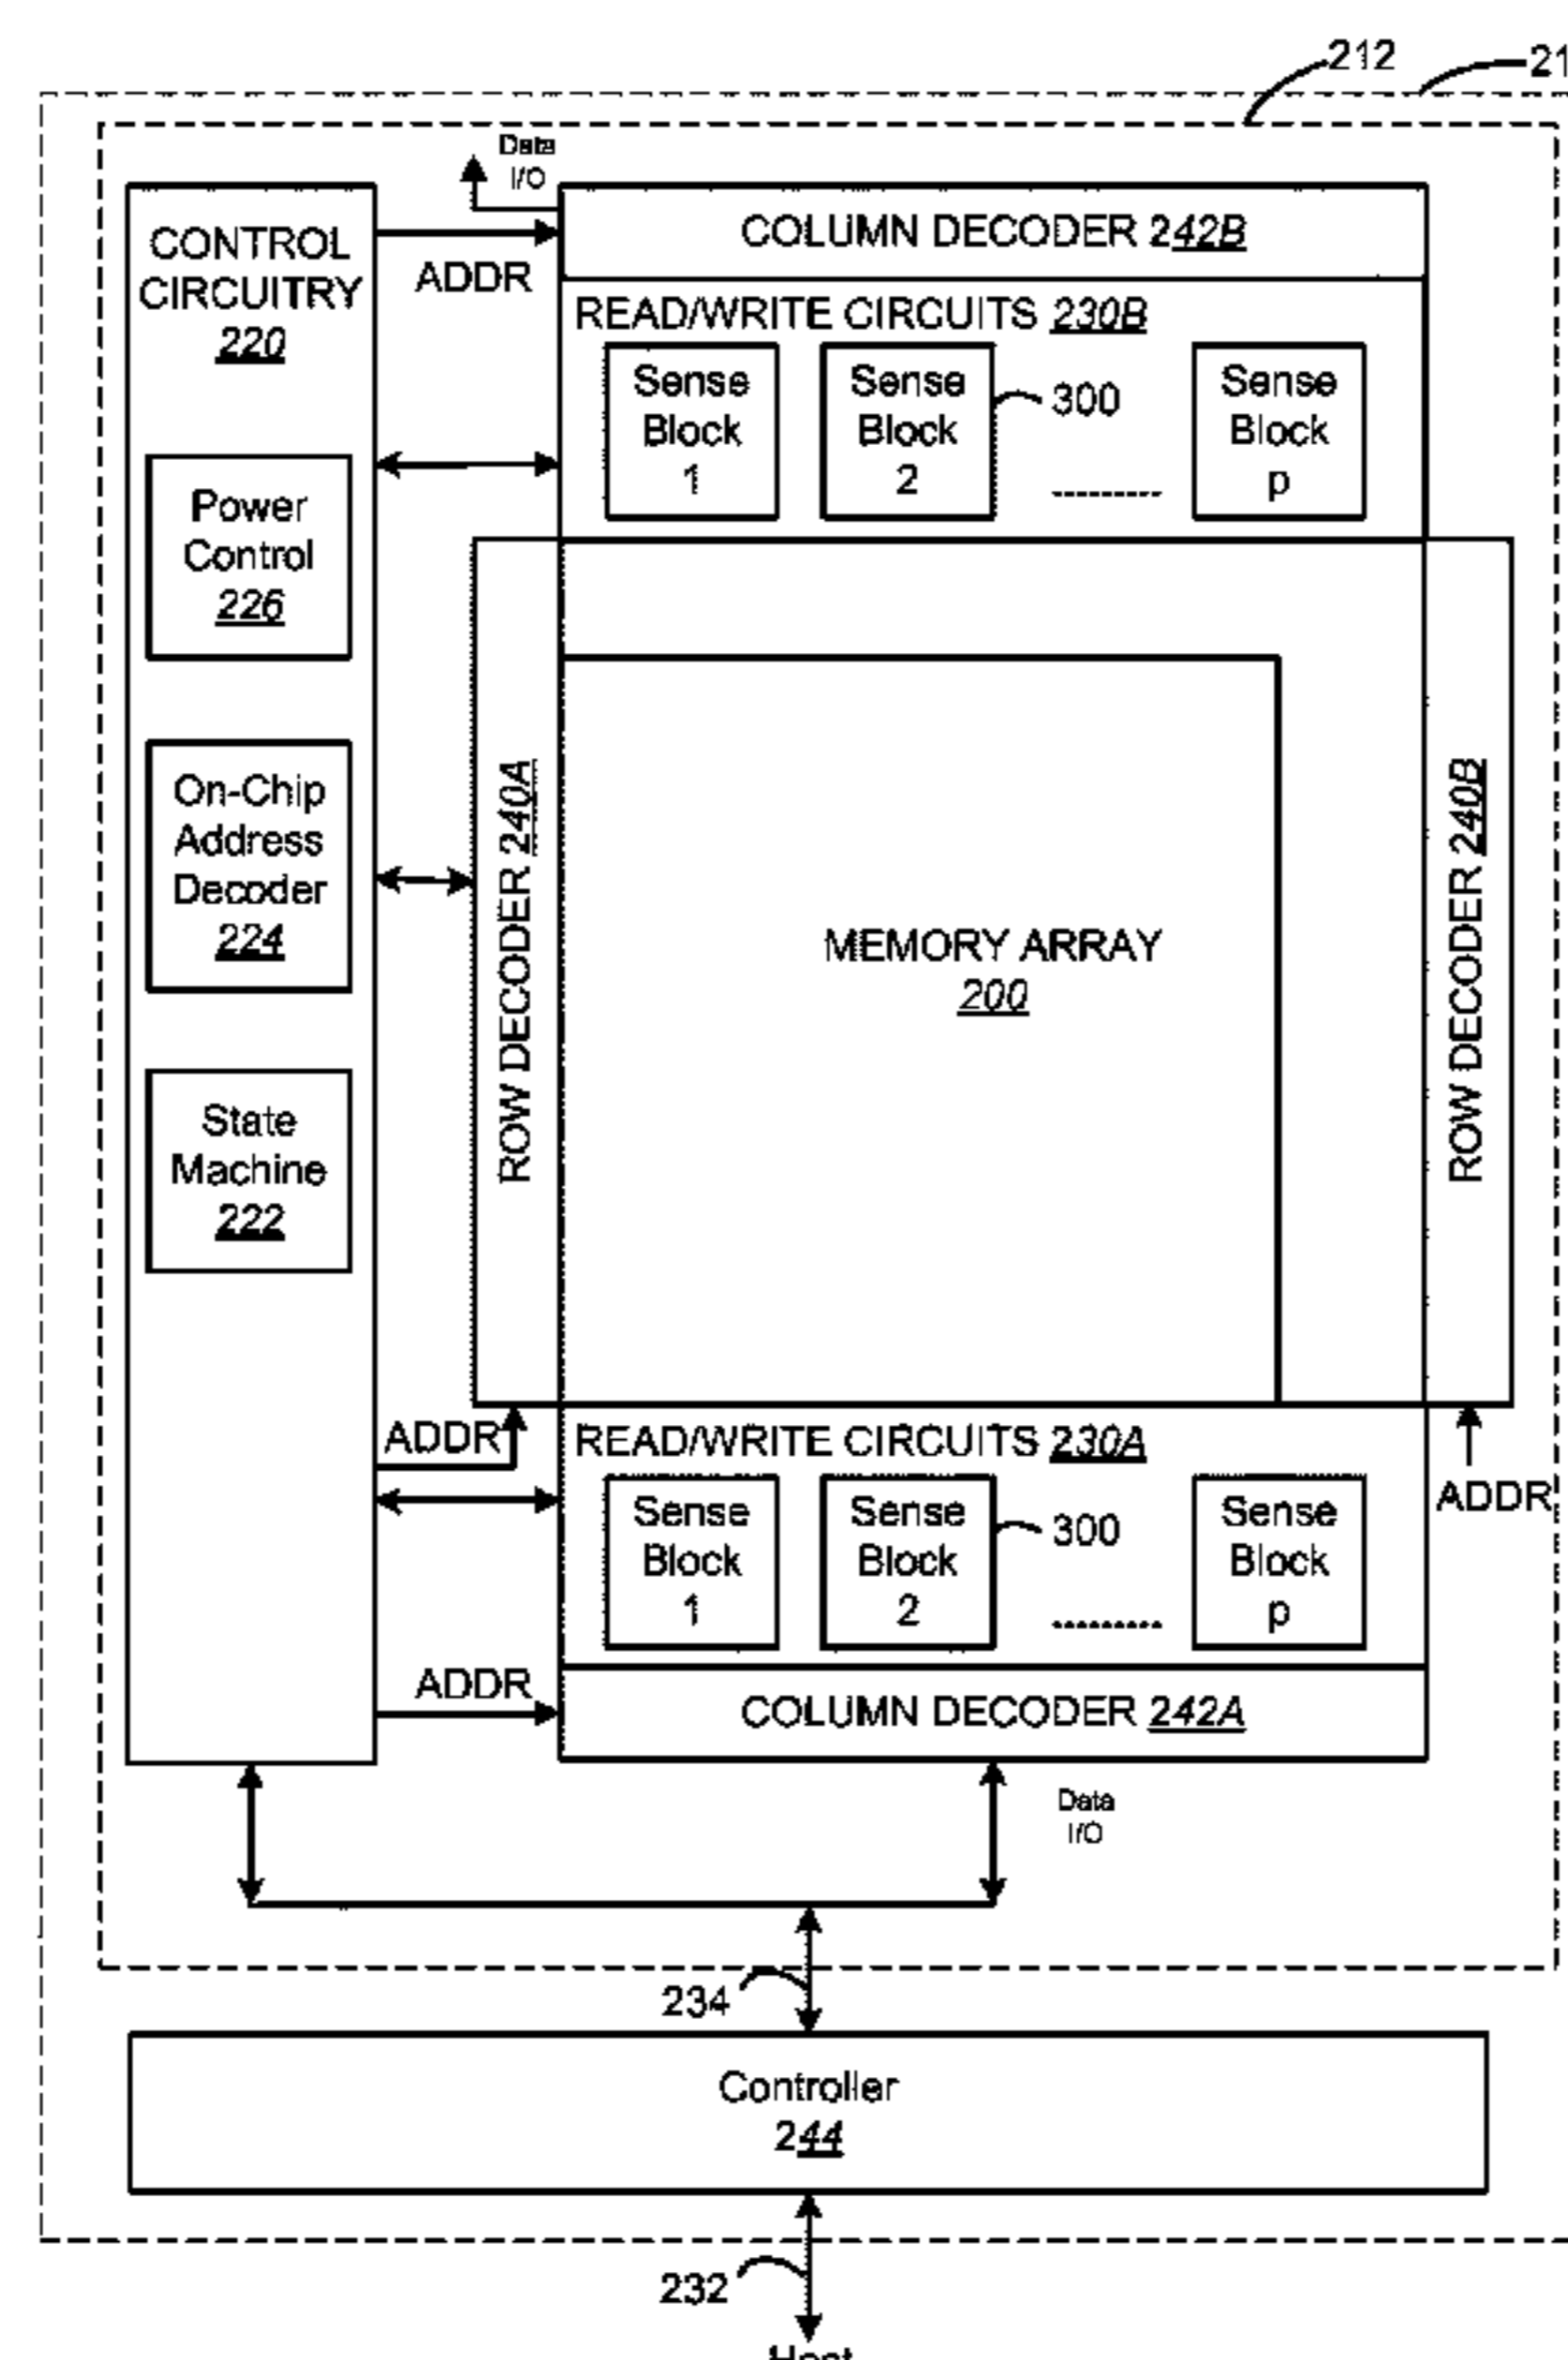 212
21
Data
I/O
CONTROL
CIRCUITRY
220
ADDR
COLUMN DECODER 242B
READ/WRITE CIRCUITS 230B
Sense
Block
1
Sense
Block
2
300
Sense
Block
p
Power
Control
226
On-Chip
Address
Decoder
224
State
Machine
222
ROW DECODER 240A
MEMORY ARRAY
200
ROW DECODER 240B
ADDR
ADDR
READ/WRITE CIRCUITS 230A
Sense
Block
1
Sense
Block
2
300
Sense
Block
p
ADDR
COLUMN DECODER 242A
Data
I/O
234
Controller
244
232
Host